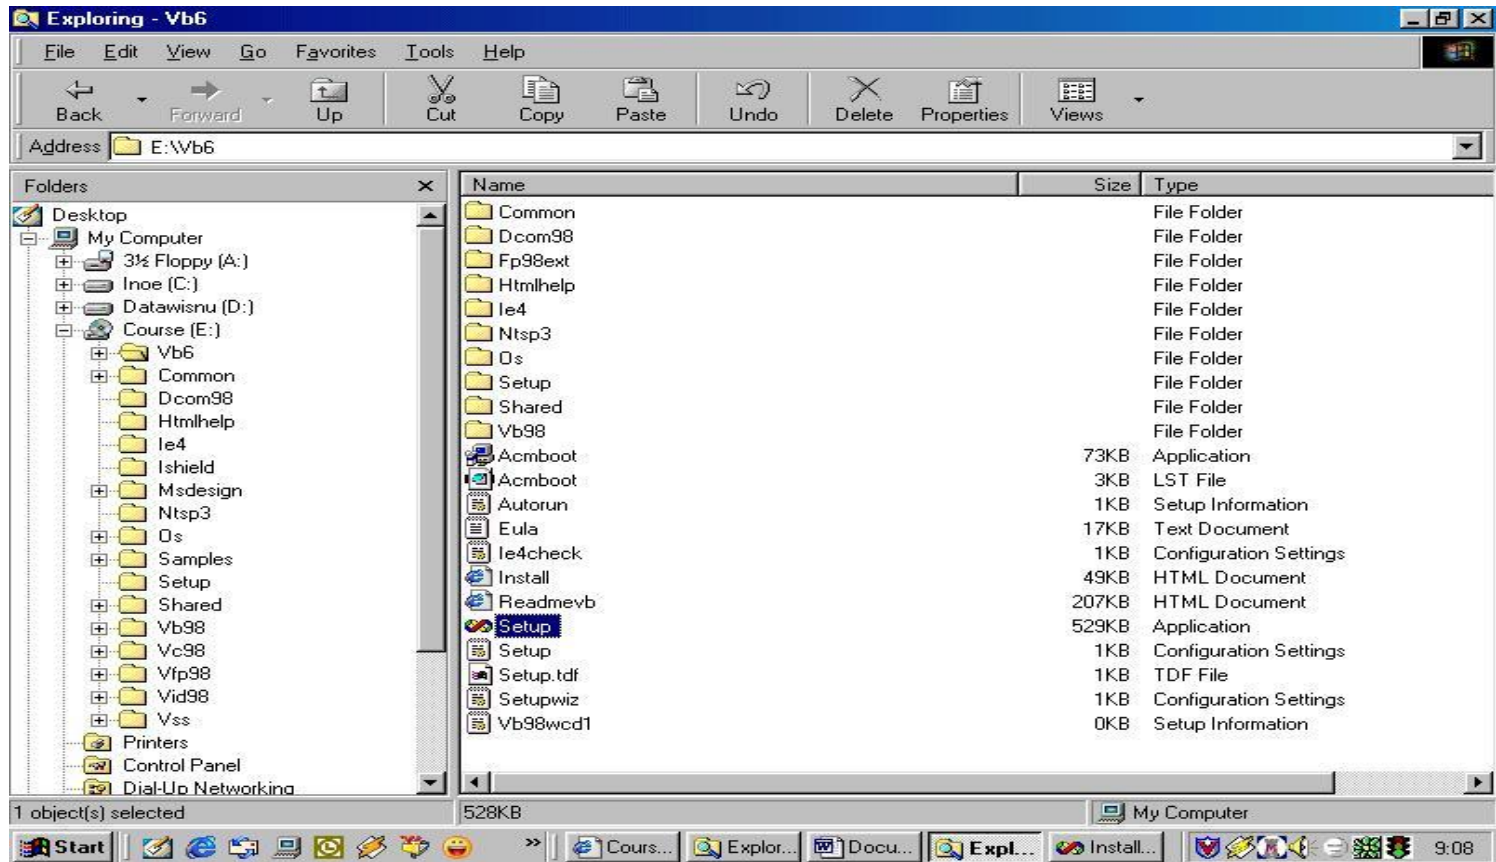 Exploring - Vb6
File Edit View Go Favorites Tools Help
Back Forward Up Cut Copy Paste Undo Delete Properties Views
Address E:\Vb6
Folders
Desktop
My Computer
3½ Floppy (A:)
Inoe (C:)
Datawisnu (D:)
Course (E:)
Vb6
Common
Dcom98
Htmlhelp
Ie4
Ishield
Msdesign
Ntsp3
Os
Samples
Setup
Shared
Vb98
Vc98
Vfp98
Vid98
Vss
Printers
Control Panel
Dial-Up Networking
Name Size Type
Common File Folder
Dcom98 File Folder
Fp98ext File Folder
Htmlhelp File Folder
Ie4 File Folder
Ntsp3 File Folder
Os File Folder
Setup File Folder
Shared File Folder
Vb98 File Folder
Acmboot 73KB Application
Acmboot 3KB LST File
Autorun 1KB Setup Information
Eula 17KB Text Document
Ie4check 1KB Configuration Settings
Install 49KB HTML Document
Readmevb 207KB HTML Document
Setup 529KB Application
Setup 1KB Configuration Settings
Setup.tdf 1KB TDF File
Setupwiz 1KB Configuration Settings
Vb98wcd1 0KB Setup Information
1 object(s) selected 528KB My Computer
Start » Cours... Explor... Docu... Expl... Install... 9:08